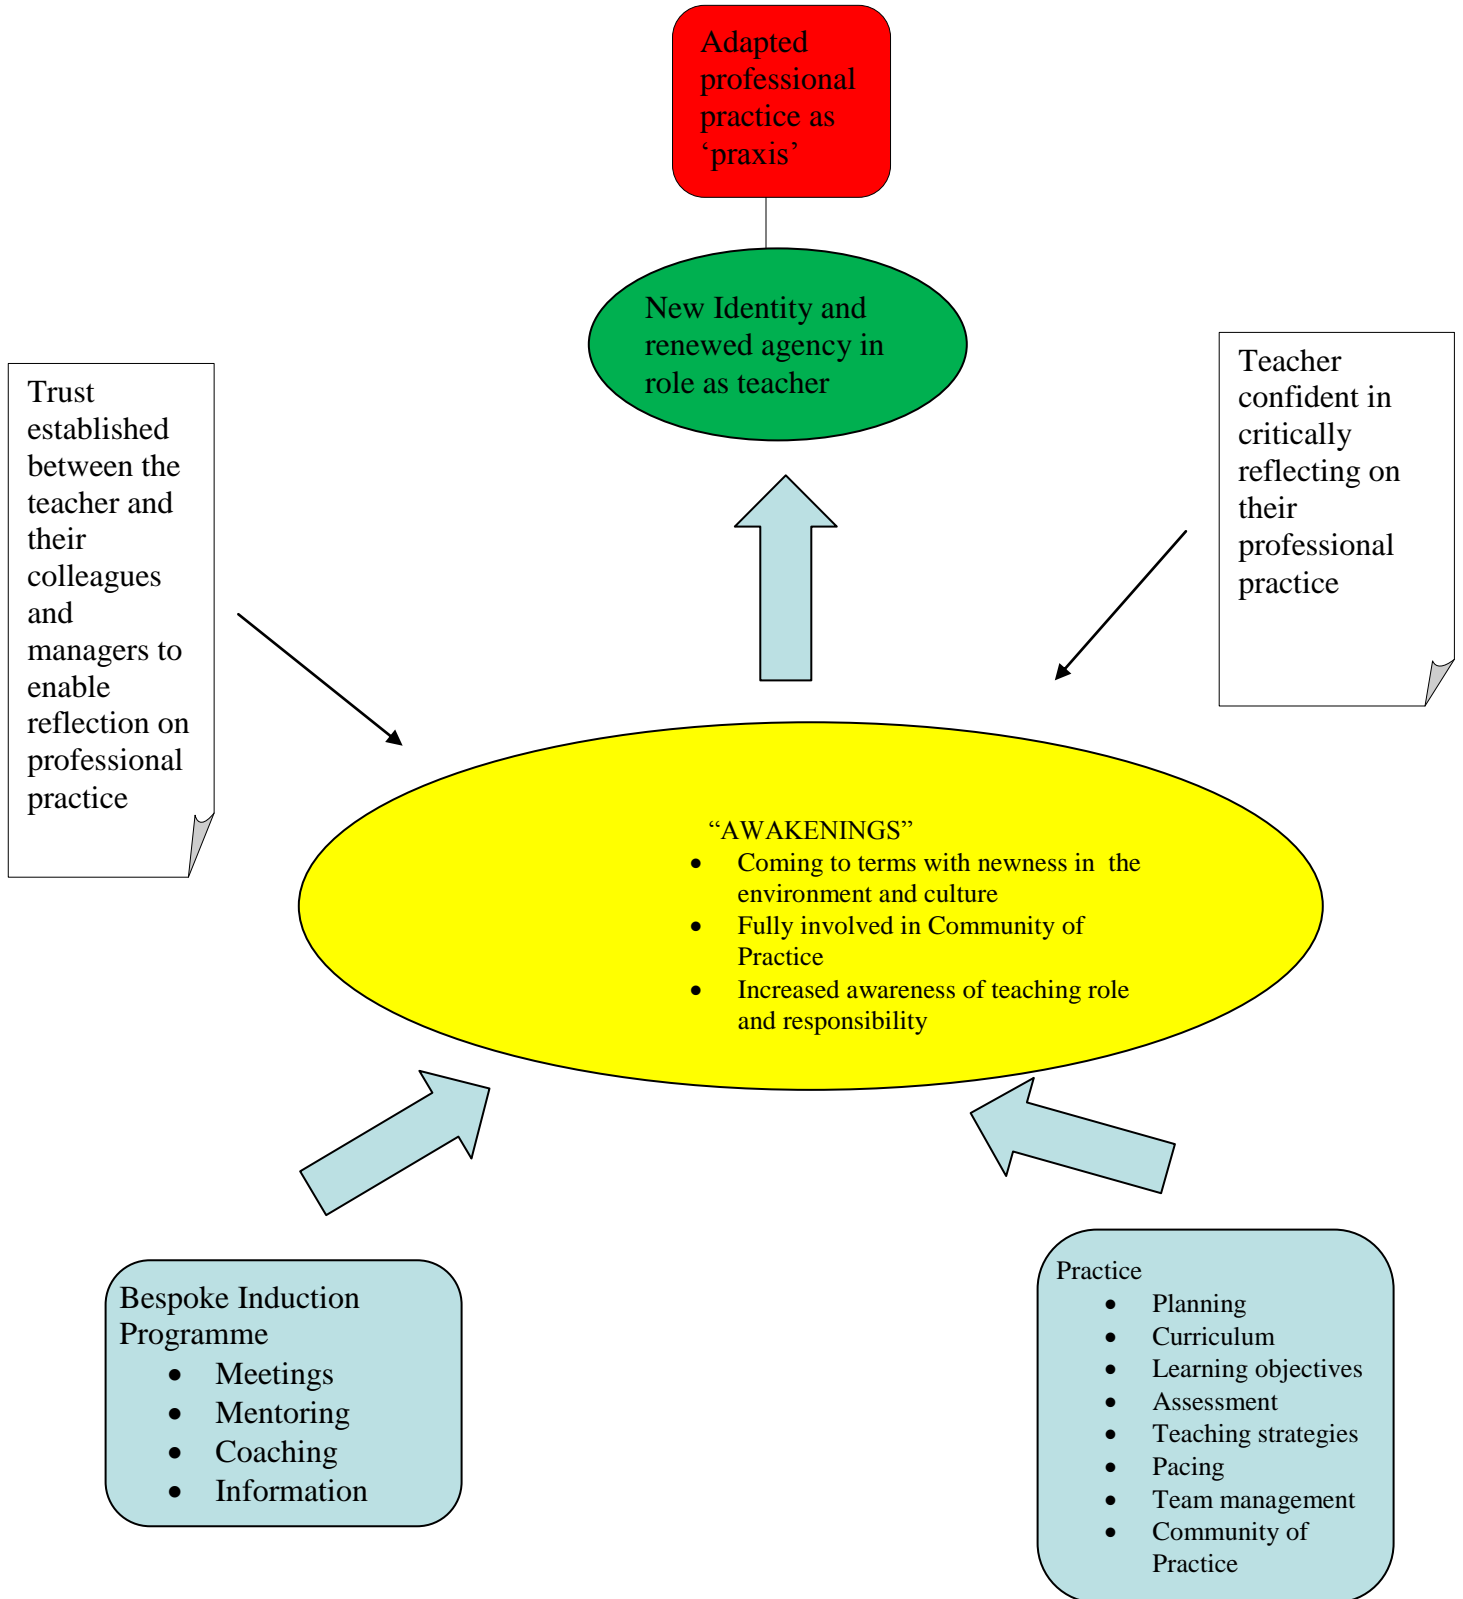 Adapted
professional
practice as
‘praxis’
New Identity and
renewed agency in
role as teacher
Trust
established
between the
teacher and
their
colleagues
and
managers to
enable
reflection on
professional
practice
Teacher
confident in
critically
reflecting on
their
professional
practice
“AWAKENINGS”
• Coming to terms with newness in the
environment and culture
• Fully involved in Community of
Practice
• Increased awareness of teaching role
and responsibility
Bespoke Induction
Programme
• Meetings
• Mentoring
• Coaching
• Information
Practice
• Planning
• Curriculum
• Learning objectives
• Assessment
• Teaching strategies
• Pacing
• Team management
• Community of
Practice